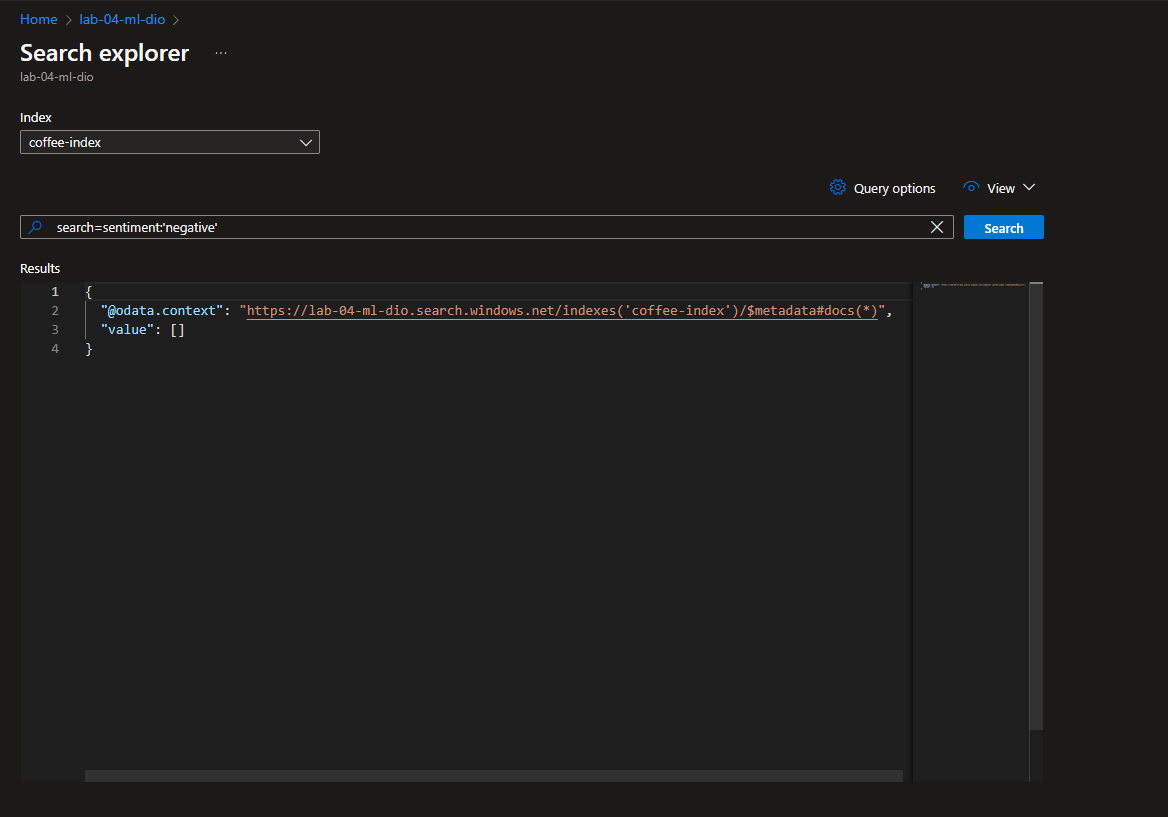 Home > lab-04-ml-dio >
Search explorer ...
lab-04-ml-dio
Index
coffee-index
Query options View
search=sentiment:'negative'
Search
Results
1 {
2 "@odata.context": "https://lab-04-ml-dio.search.windows.net/indexes('coffee-index')/$metadata#docs(*)",
3 "value": []
4 }